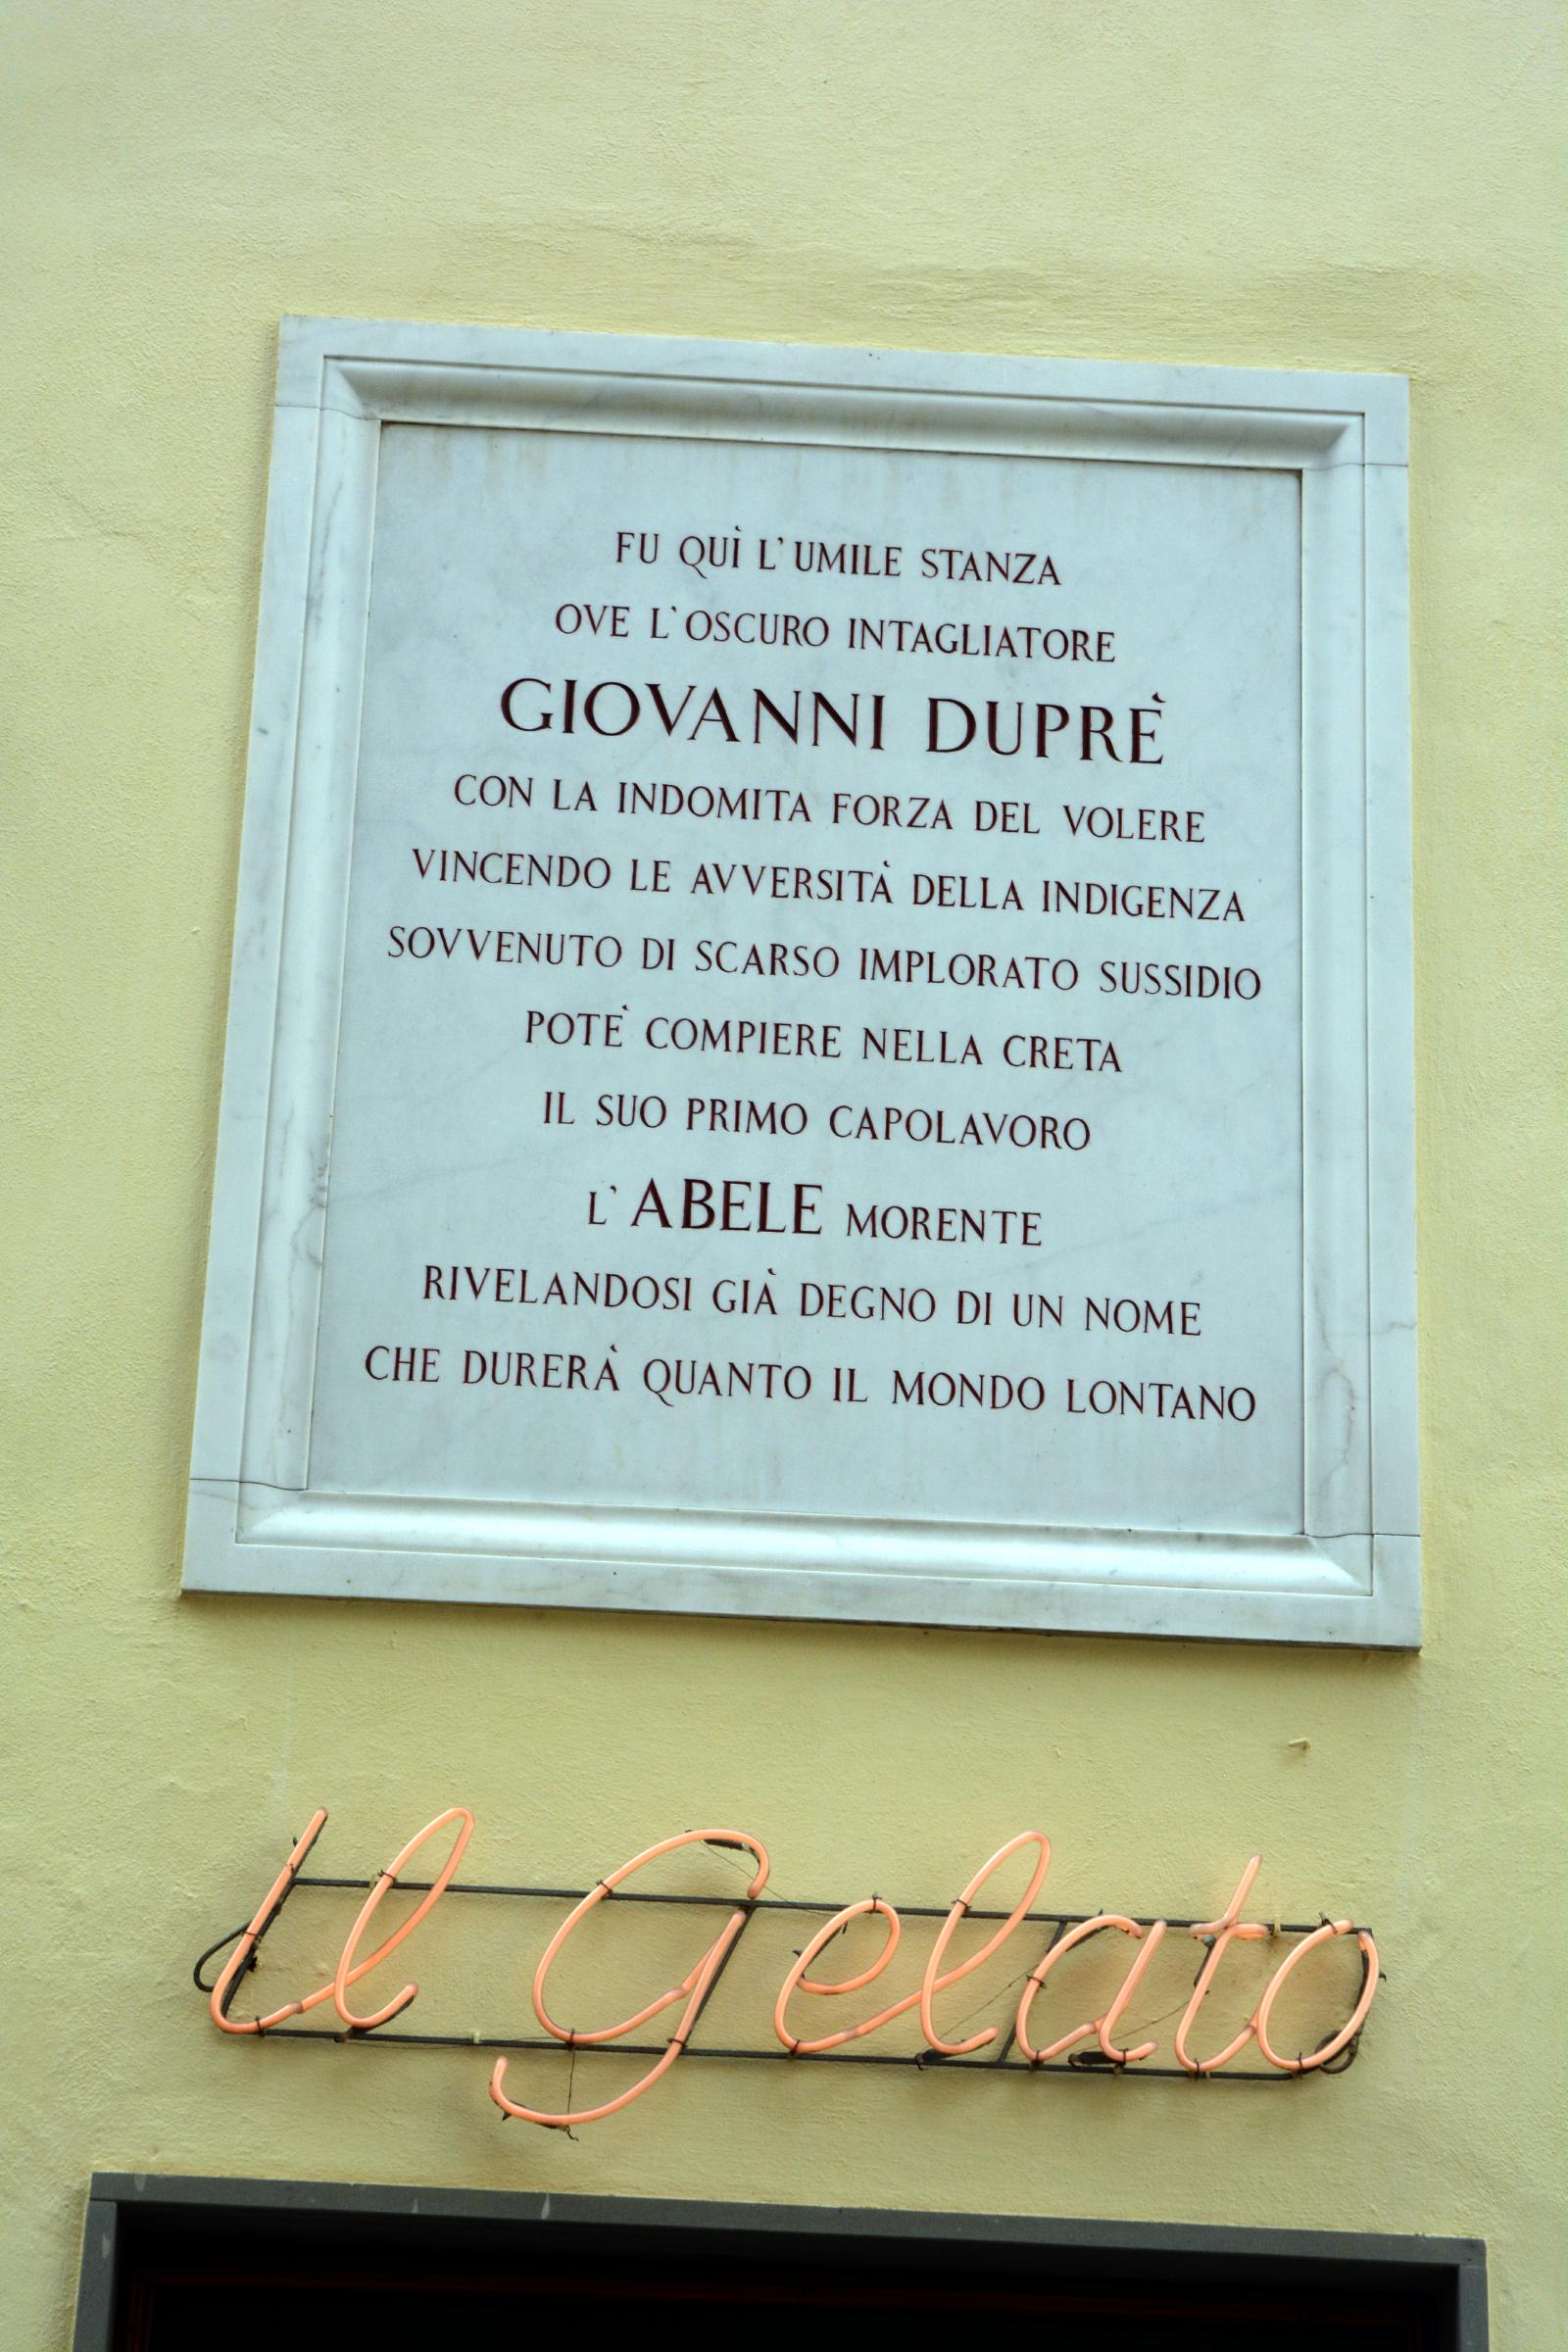 FU QUÌ L'UMILE STANZA
OVE L'OSCURO INTAGLIATORE
GIOVANNI DUPRÈ
CON LA INDOMITA FORZA DEL VOLERE
VINCENDO LE AVVERSITÀ DELLA INDIGENZA
SOVVENUTO DI SCARSO IMPLORATO SUSSIDIO
POTÈ COMPIERE NELLA CRETA
IL SUO PRIMO CAPOLAVORO
L'ABELE MORENTE
RIVELANDOSI GIÀ DEGNO DI UN NOME
CHE DURERÀ QUANTO IL MONDO LONTANO
Il Gelato